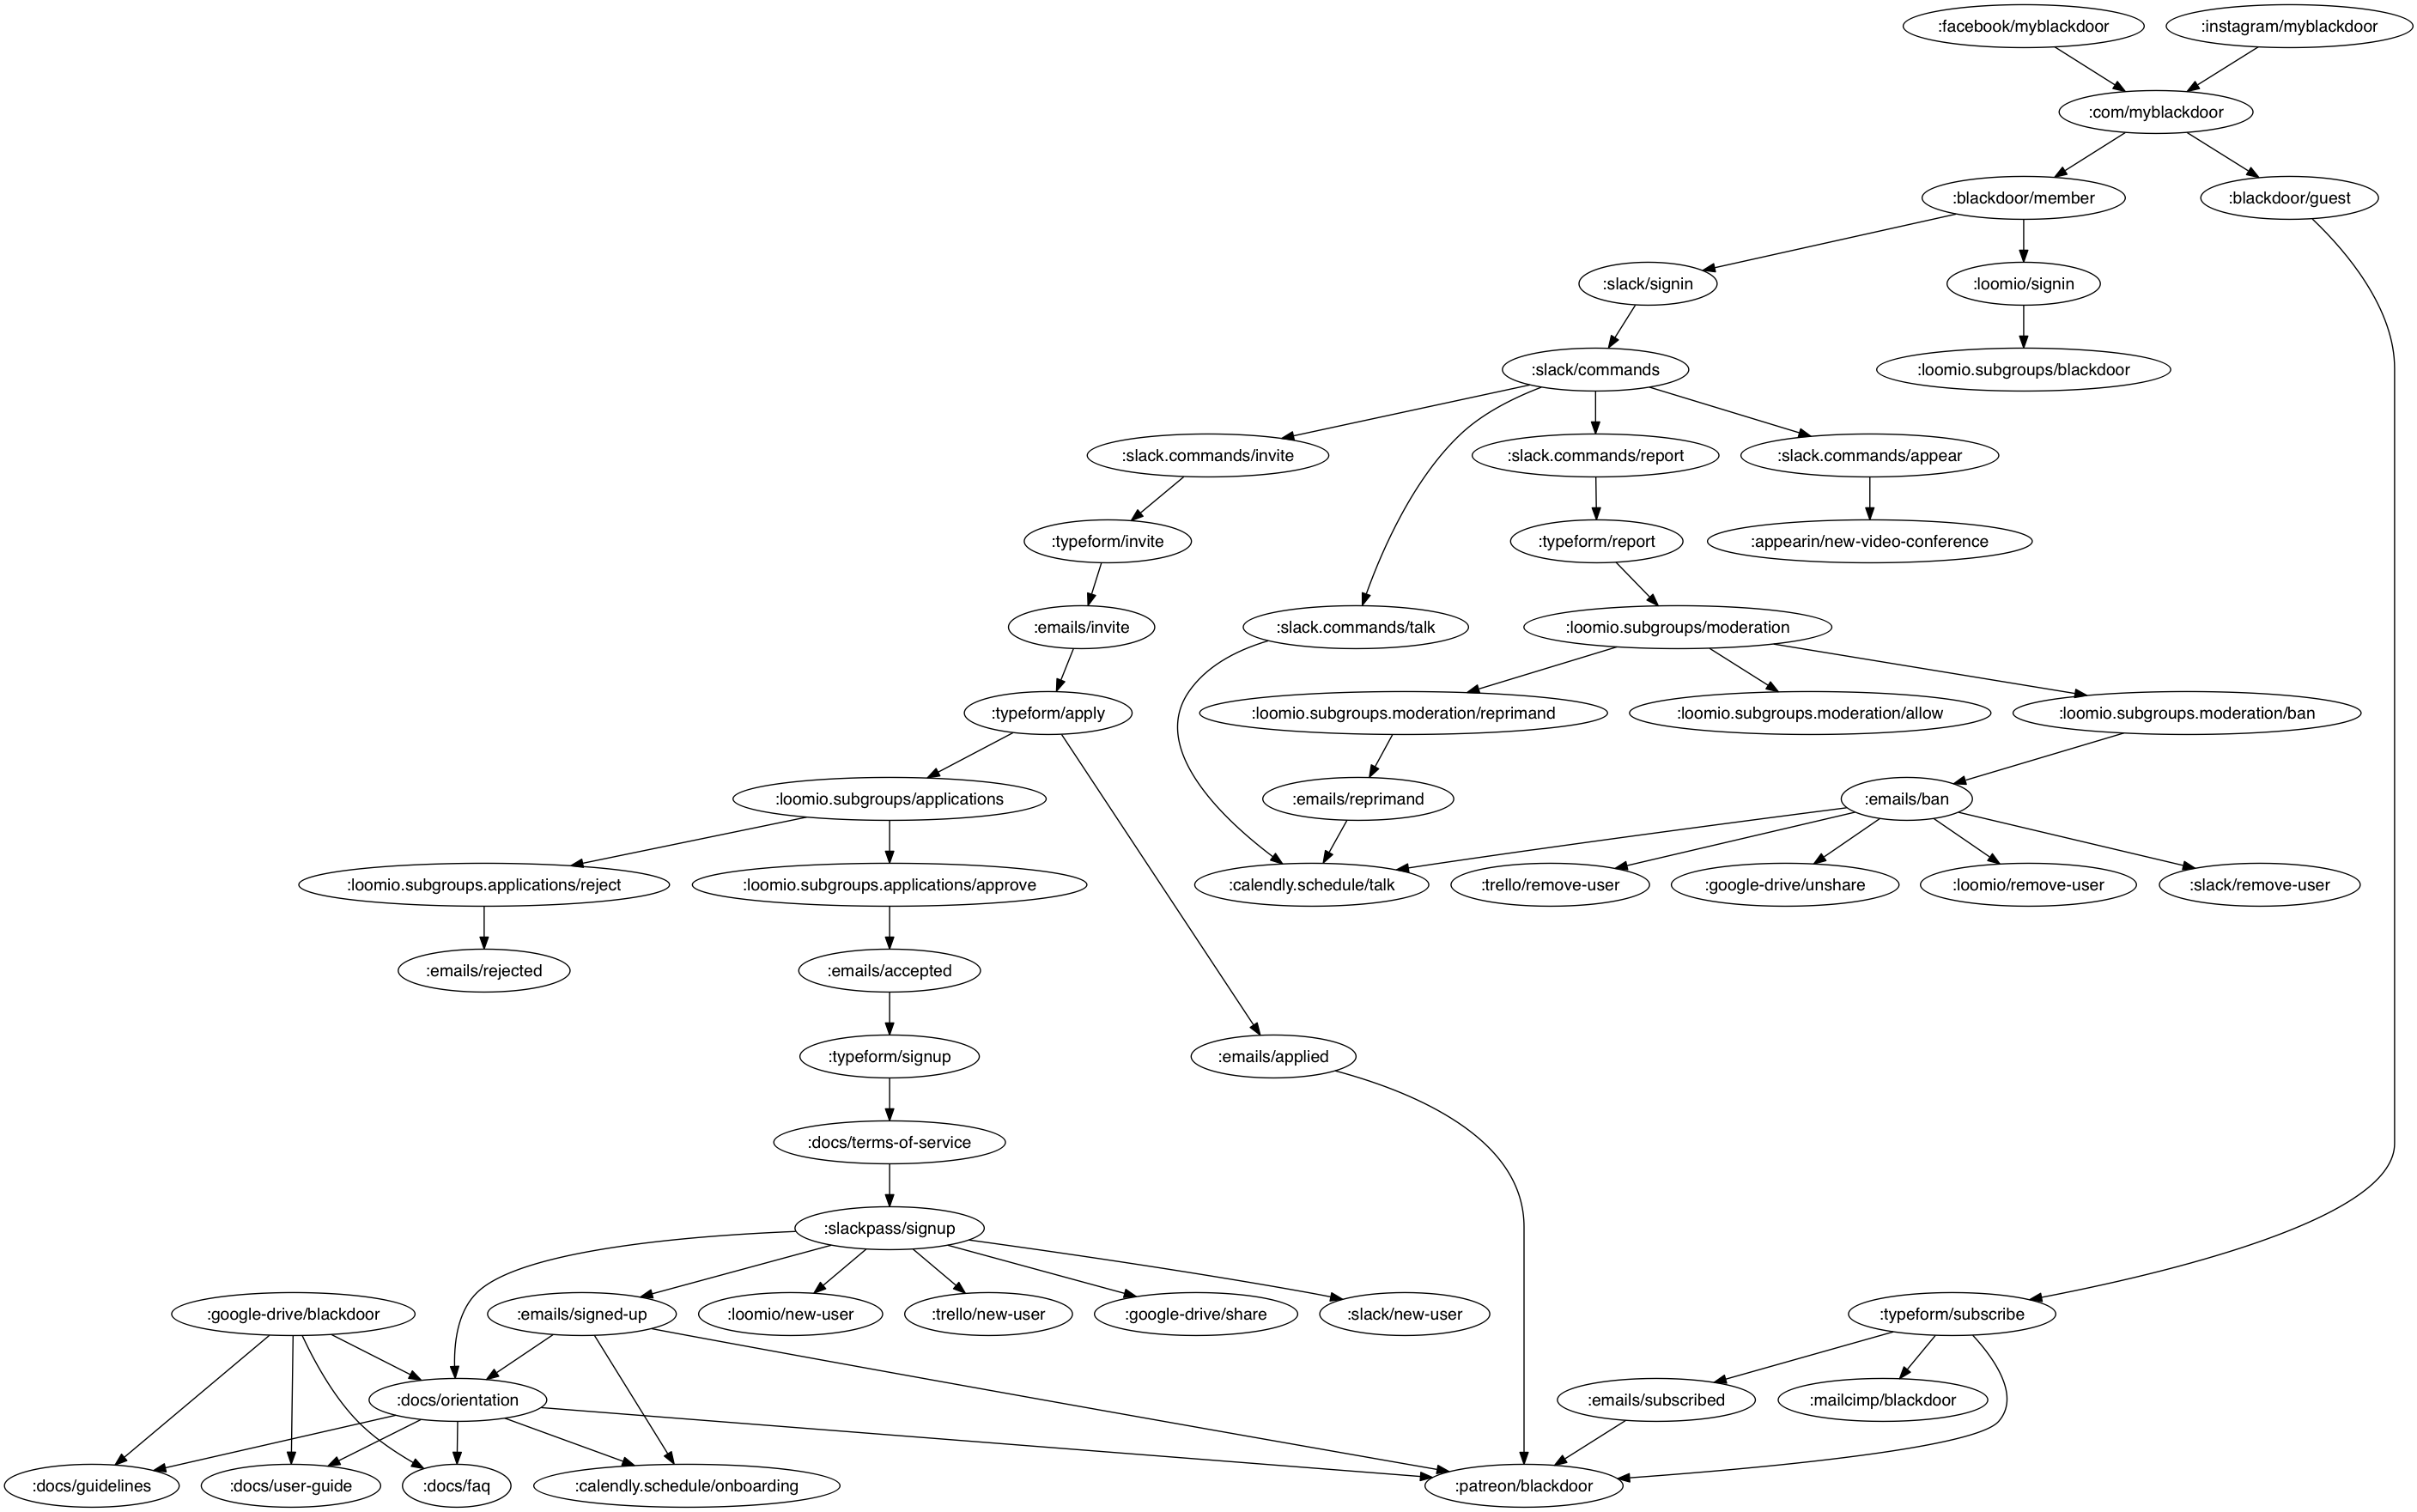 :facebook/myblackdoor
:instagram/myblackdoor
:com/myblackdoor
:blackdoor/member
:blackdoor/guest
:slack/signin
:loomio/signin
:slack/commands
:loomio.subgroups/blackdoor
:slack.commands/invite
:slack.commands/report
:slack.commands/appear
:typeform/invite
:typeform/report
:appearin/new-video-conference
:emails/invite
:slack.commands/talk
:loomio.subgroups/moderation
:typeform/apply
:loomio.subgroups.moderation/reprimand
:loomio.subgroups.moderation/allow
:loomio.subgroups.moderation/ban
:loomio.subgroups/applications
:emails/reprimand
:emails/ban
:loomio.subgroups.applications/reject
:loomio.subgroups.applications/approve
:calendly.schedule/talk
:trello/remove-user
:google-drive/unshare
:loomio/remove-user
:slack/remove-user
:emails/rejected
:emails/accepted
:typeform/signup
:emails/applied
:docs/terms-of-service
:slackpass/signup
:google-drive/blackdoor
:emails/signed-up
:loomio/new-user
:trello/new-user
:google-drive/share
:slack/new-user
:typeform/subscribe
:docs/orientation
:emails/subscribed
:mailcimp/blackdoor
:docs/guidelines
:docs/user-guide
:docs/faq
:calendly.schedule/onboarding
:patreon/blackdoor